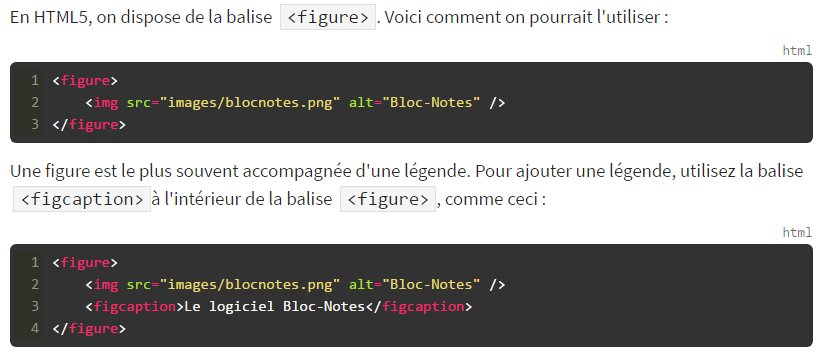 En HTML5, on dispose de la balise <figure>. Voici comment on pourrait l'utiliser :
html
1 <figure>
2     <img src="images/blocnotes.png" alt="Bloc-Notes" />
3 </figure>
Une figure est le plus souvent accompagnée d'une légende. Pour ajouter une légende, utilisez la balise
<figcaption> à l'intérieur de la balise <figure>, comme ceci :
html
1 <figure>
2     <img src="images/blocnotes.png" alt="Bloc-Notes" />
3     <figcaption>Le logiciel Bloc-Notes</figcaption>
4 </figure>